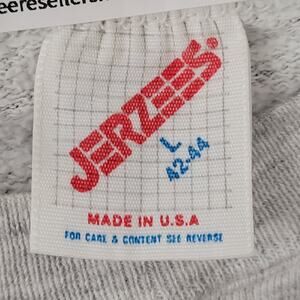 JERZEES®
L
42-44
MADE IN U.S.A
FOR CARE & CONTENT SEE REVERSE